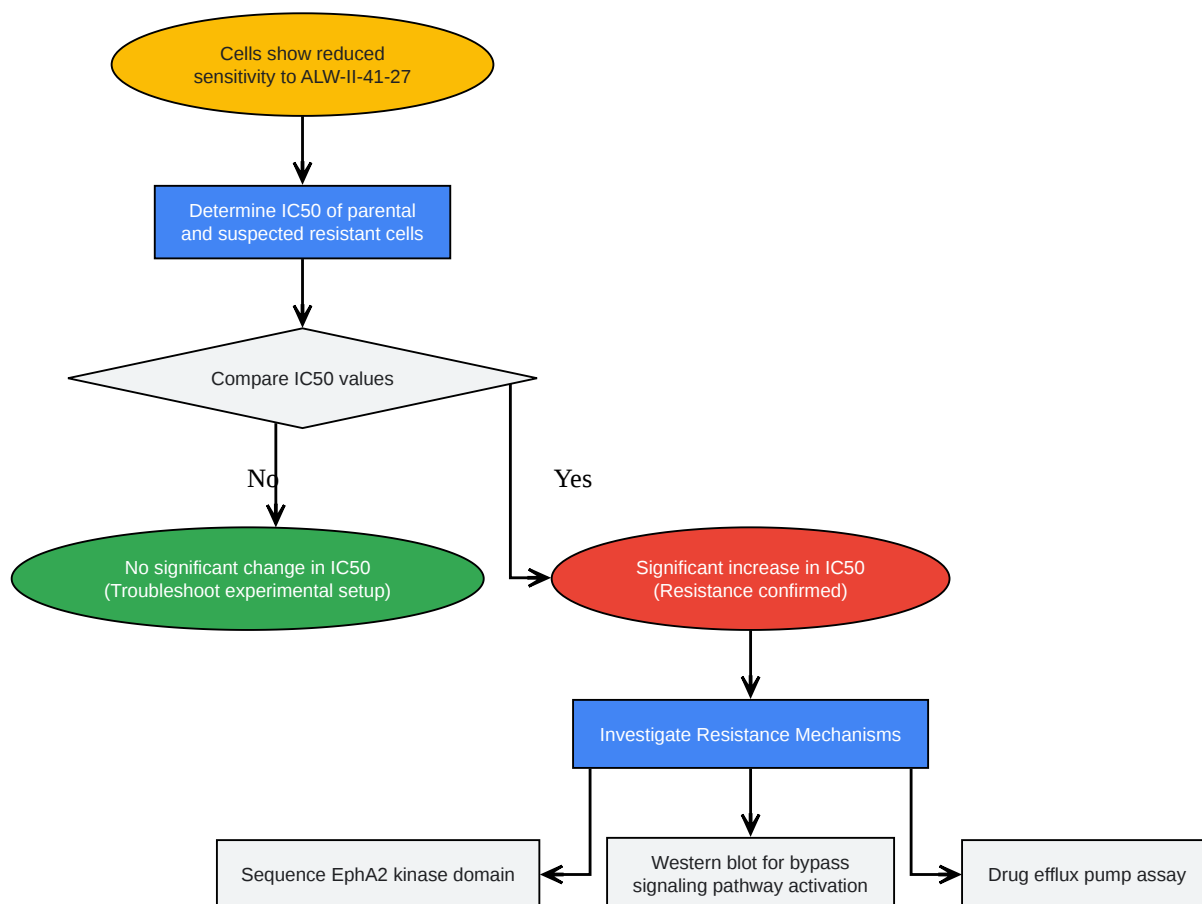 Cells show reduced
sensitivity to ALW-II-41-27
Determine IC50 of parental
and suspected resistant cells
Compare IC50 values
No
Yes
No significant change in IC50
(Troubleshoot experimental setup)
Significant increase in IC50
(Resistance confirmed)
Investigate Resistance Mechanisms
Sequence EphA2 kinase domain
Western blot for bypass
signaling pathway activation
Drug efflux pump assay